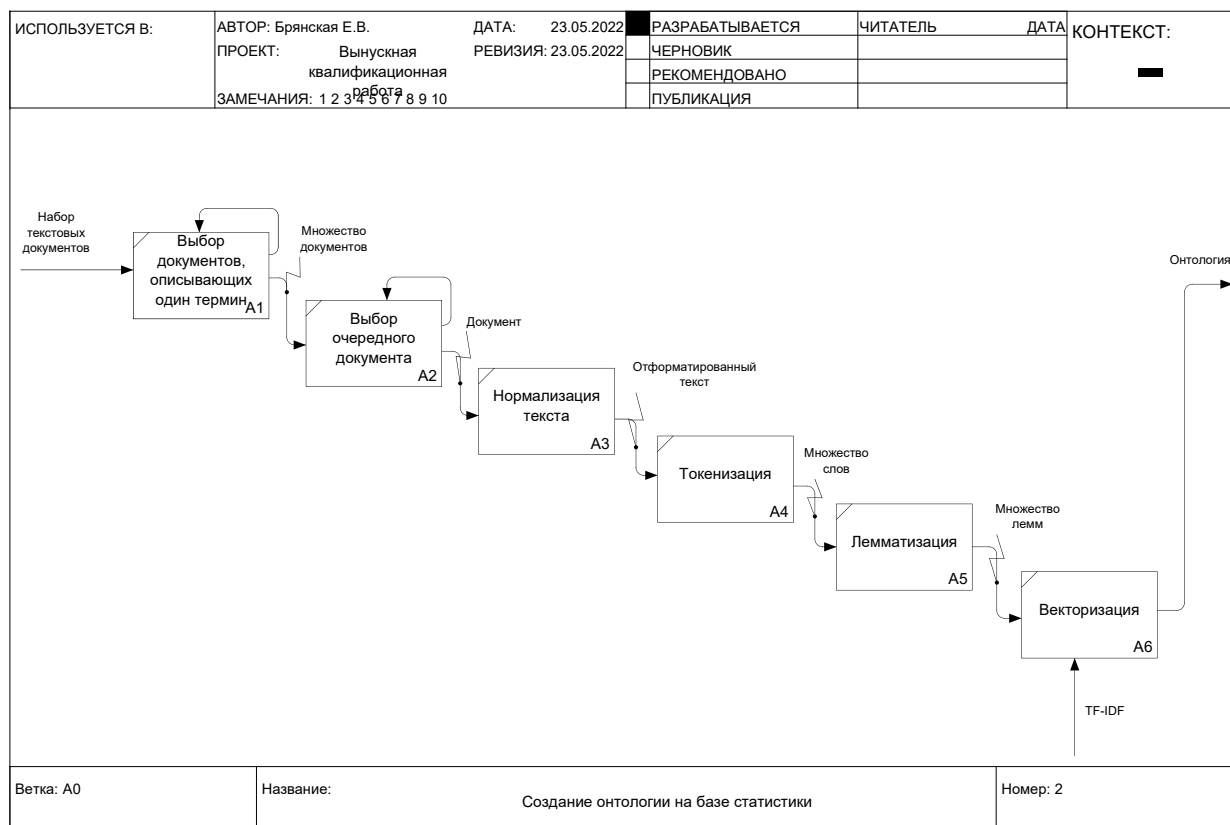 ИСПОЛЬЗУЕТСЯ В:
АВТОР: Брянская Е.В.
ДАТА: 23.05.2022
ПРОЕКТ: Вынускная
квалификационная
работа
РЕВИЗИЯ: 23.05.2022
ЗАМЕЧАНИЯ: 1 2 3 4 5 6 7 8 9 10
РАЗРАБАТЫВАЕТСЯ
ЧЕРНОВИК
РЕКОМЕНДОВАНО
ПУБЛИКАЦИЯ
ЧИТАТЕЛЬ ДАТА
КОНТЕКСТ:
Набор
текстовых
документов
Выбор
документов,
описывающих
один термин
A1
Множество
документов
Выбор
очередного
документа
A2
Документ
Нормализация
текста
A3
Отформатированный
текст
Токенизация
A4
Множество
слов
Лемматизация
A5
Множество
лемм
Векторизация
A6
TF-IDF
Онтология
Ветка: A0
Название:
Создание онтологии на базе статистики
Номер: 2